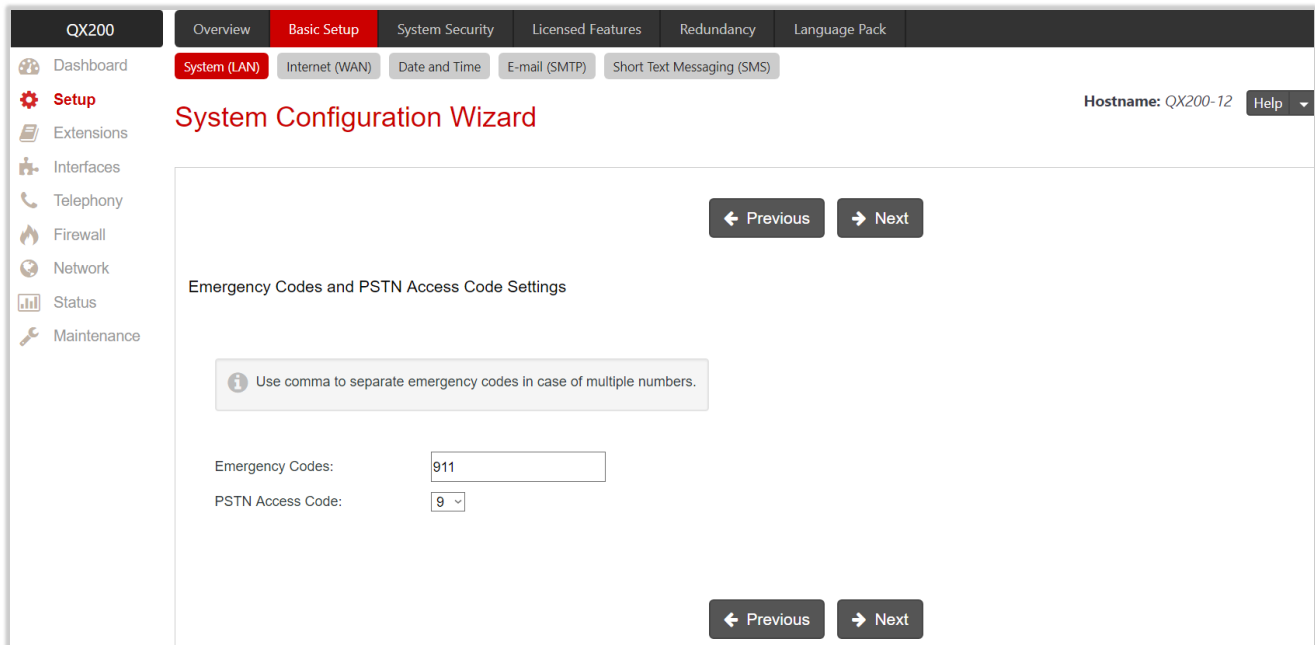 QX200
Overview
Basic Setup
System Security
Licensed Features
Redundancy
Language Pack
Dashboard
Setup
Extensions
Interfaces
Telephony
Firewall
Network
Status
Maintenance
System (LAN)
Internet (WAN)
Date and Time
E-mail (SMTP)
Short Text Messaging (SMS)
System Configuration Wizard
Hostname: QX200-12
Help
Previous
Next
Emergency Codes and PSTN Access Code Settings
Use comma to separate emergency codes in case of multiple numbers.
Emergency Codes: 911
PSTN Access Code: 9
Previous
Next